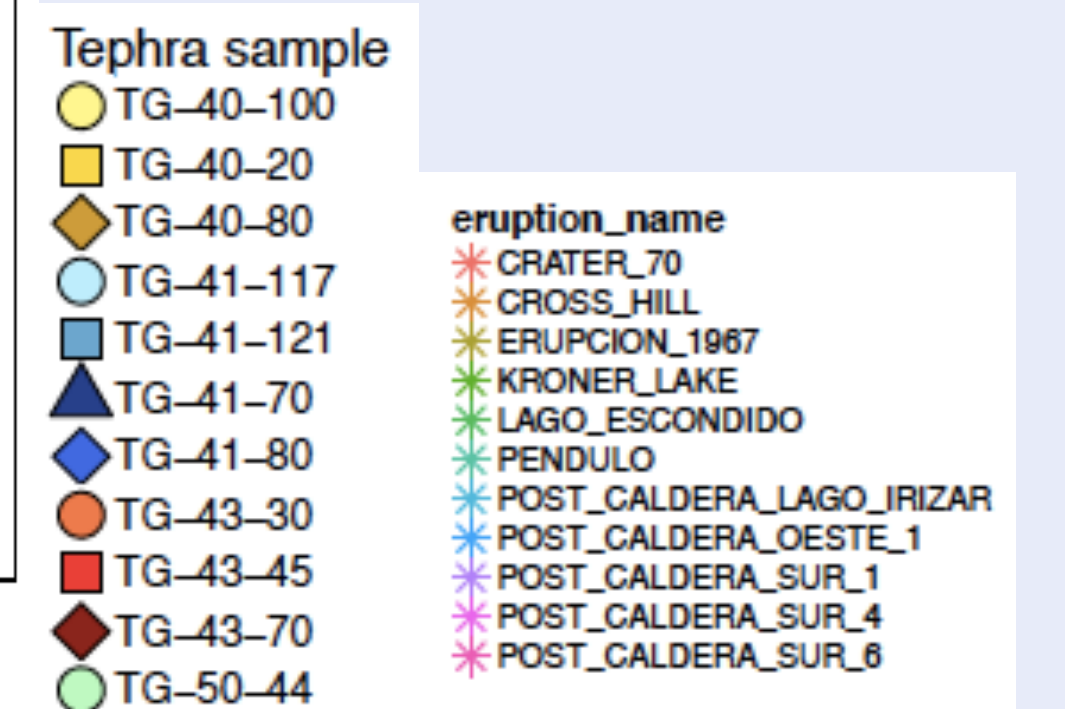 Tephra sample
TG–40–100
TG–40–20
TG–40–80
TG–41–117
TG–41–121
TG–41–70
TG–41–80
TG–43–30
TG–43–45
TG–43–70
TG–50–44
eruption_name
CRATER_70
CROSS_HILL
ERUPCION_1967
KRONER_LAKE
LAGO_ESCONDIDO
PENDULO
POST_CALDERA_LAGO_IRIZAR
POST_CALDERA_OESTE_1
POST_CALDERA_SUR_1
POST_CALDERA_SUR_4
POST_CALDERA_SUR_6